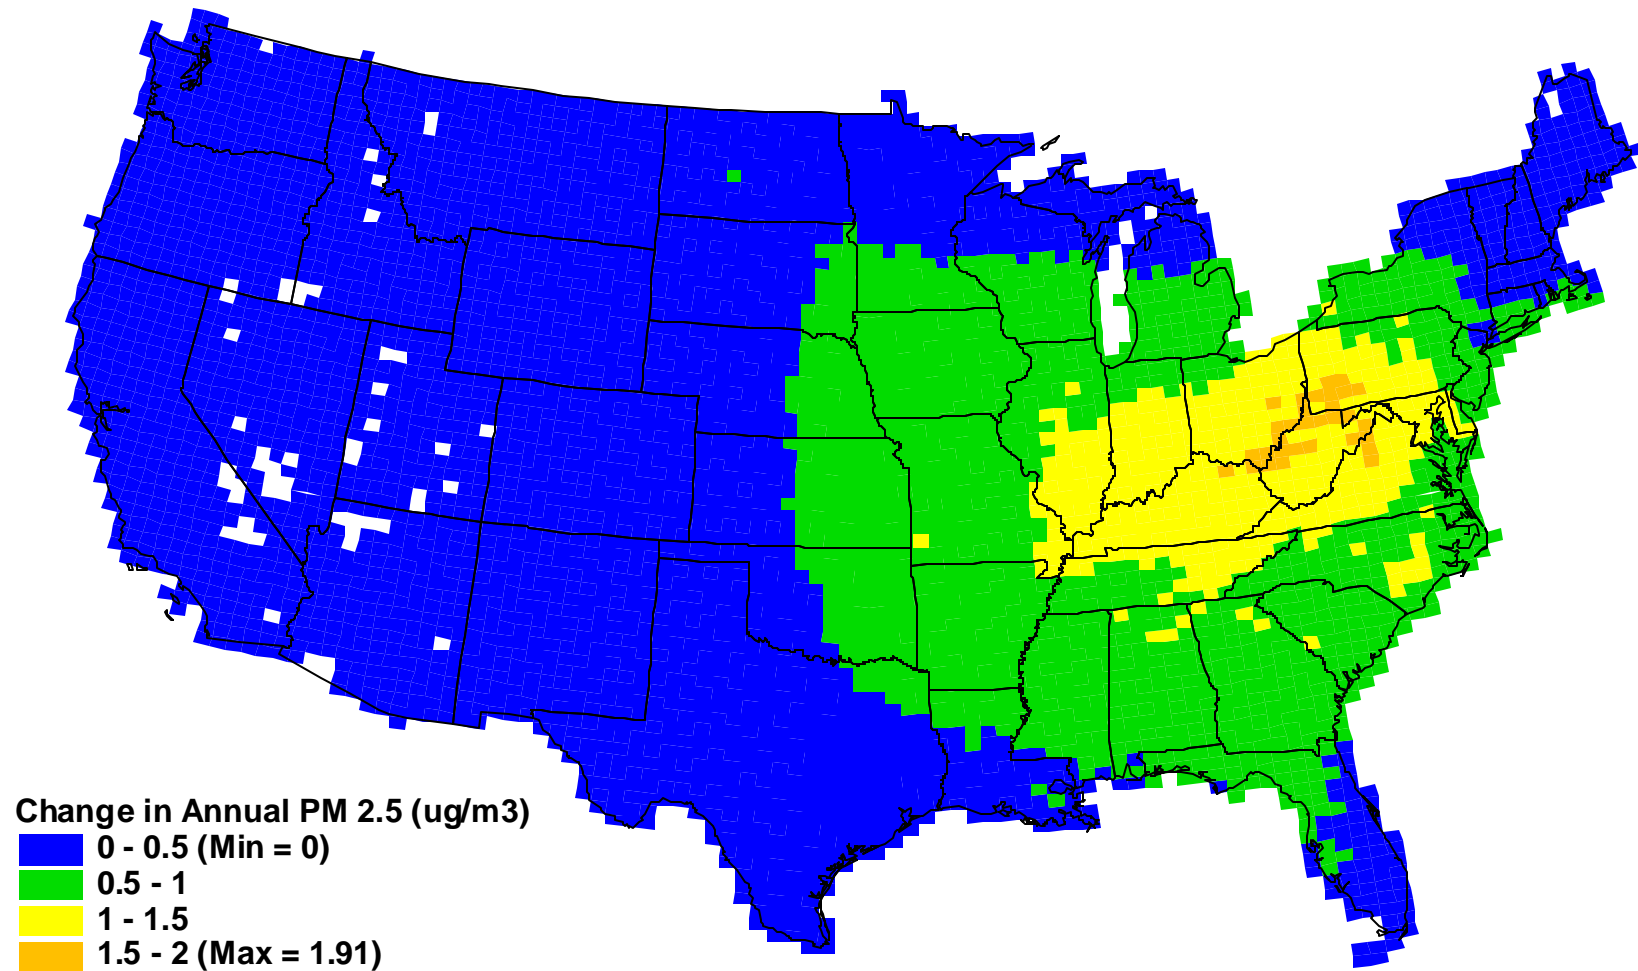 Change in Annual PM 2.5 (ug/m3)
0 - 0.5 (Min = 0)
0.5 - 1
1 - 1.5
1.5 - 2 (Max = 1.91)